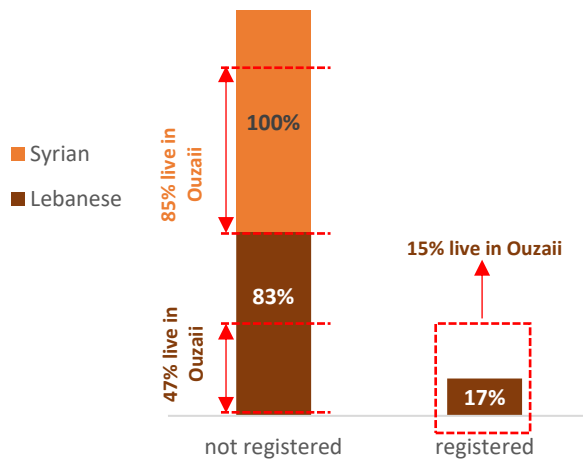 Syrian
Lebanese
85% live in
Ouzaii
100%
47% live in
Ouzaii
83%
15% live in Ouzaii
17%
not registered
registered